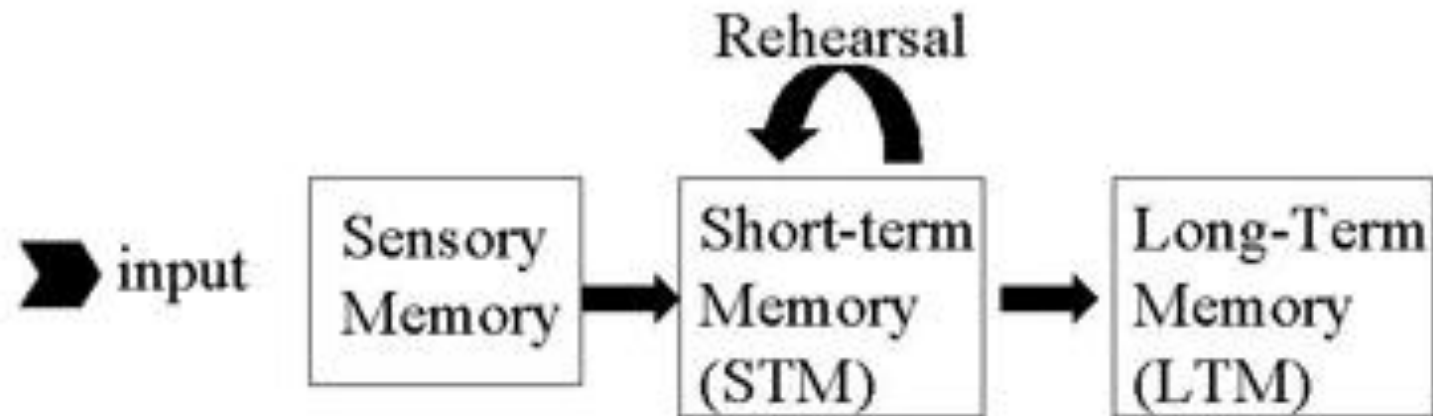 Rehearsal
input
Sensory
Memory
Short-term
Memory
(STM)
Long-Term
Memory
(LTM)